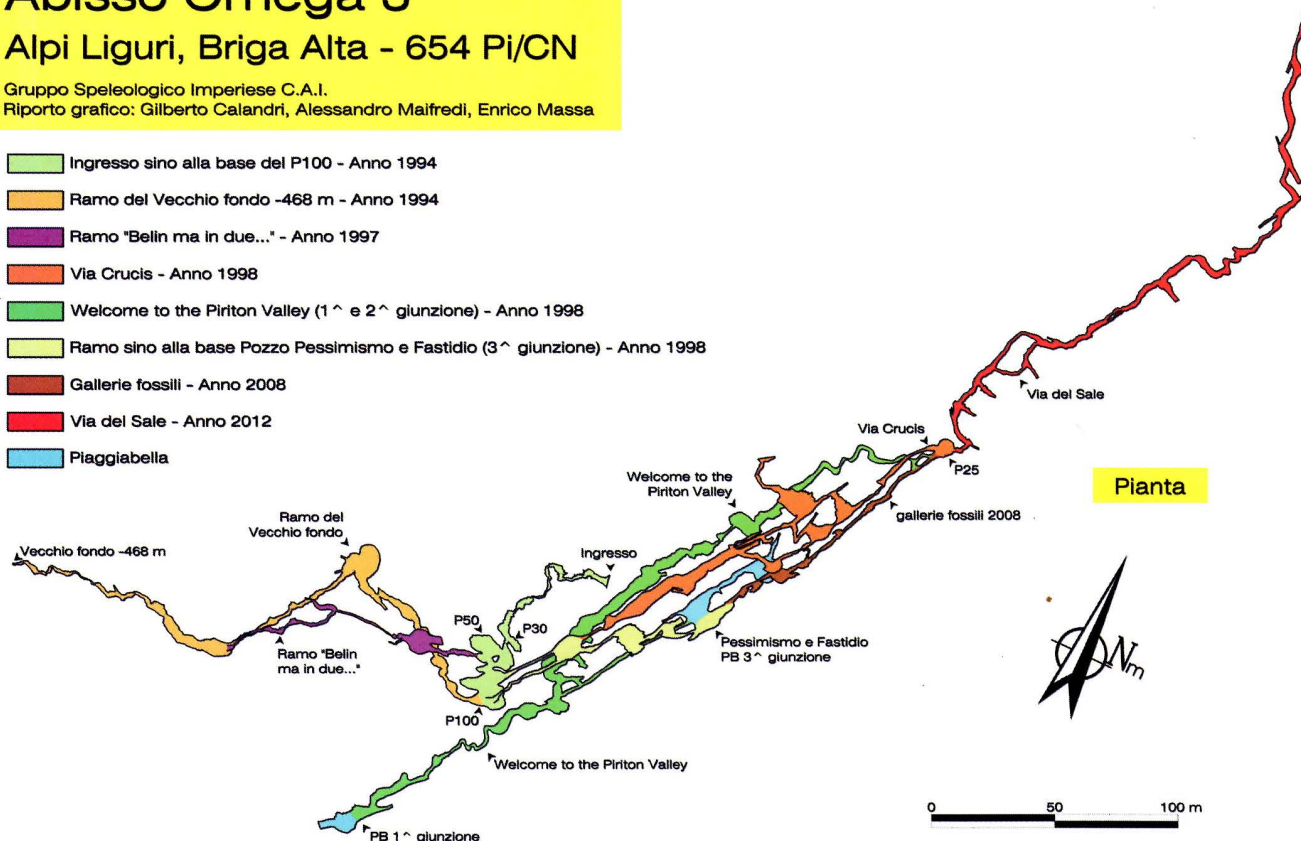 Abisso Omega
Alpi Liguri, Briga Alta - 654 Pi/CN
Gruppo Speleologico Imperiese C.A.I.
Riporto grafico: Gilberto Calandri, Alessandro Maifredi, Enrico Massa
Ingresso sino alla base del P100 - Anno 1994
Ramo del Vecchio fondo -468 m - Anno 1994
Ramo "Belin ma in due..." - Anno 1997
Via Crucis - Anno 1998
Welcome to the Piriton Valley (1^ e 2^ giunzione) - Anno 1998
Ramo sino alla base Pozzo Pessimismo e Fastidio (3^ giunzione) - Anno 1998
Gallerie fossili - Anno 2008
Via del Sale - Anno 2012
Piaggiabella
Via del Sale
Via Crucis
P25
Welcome to the
Piriton Valley
gallerie fossili 2008
Pianta
Ramo del
Vecchio fondo
Vecchio fondo -468 m
Ingresso
P50
P30
Ramo "Belin
ma in due..."
Pessimismo e Fastidio
PB 3^ giunzione
P100
Welcome to the Piriton Valley
PB 1^ giunzione
Nm
0 50 100 m